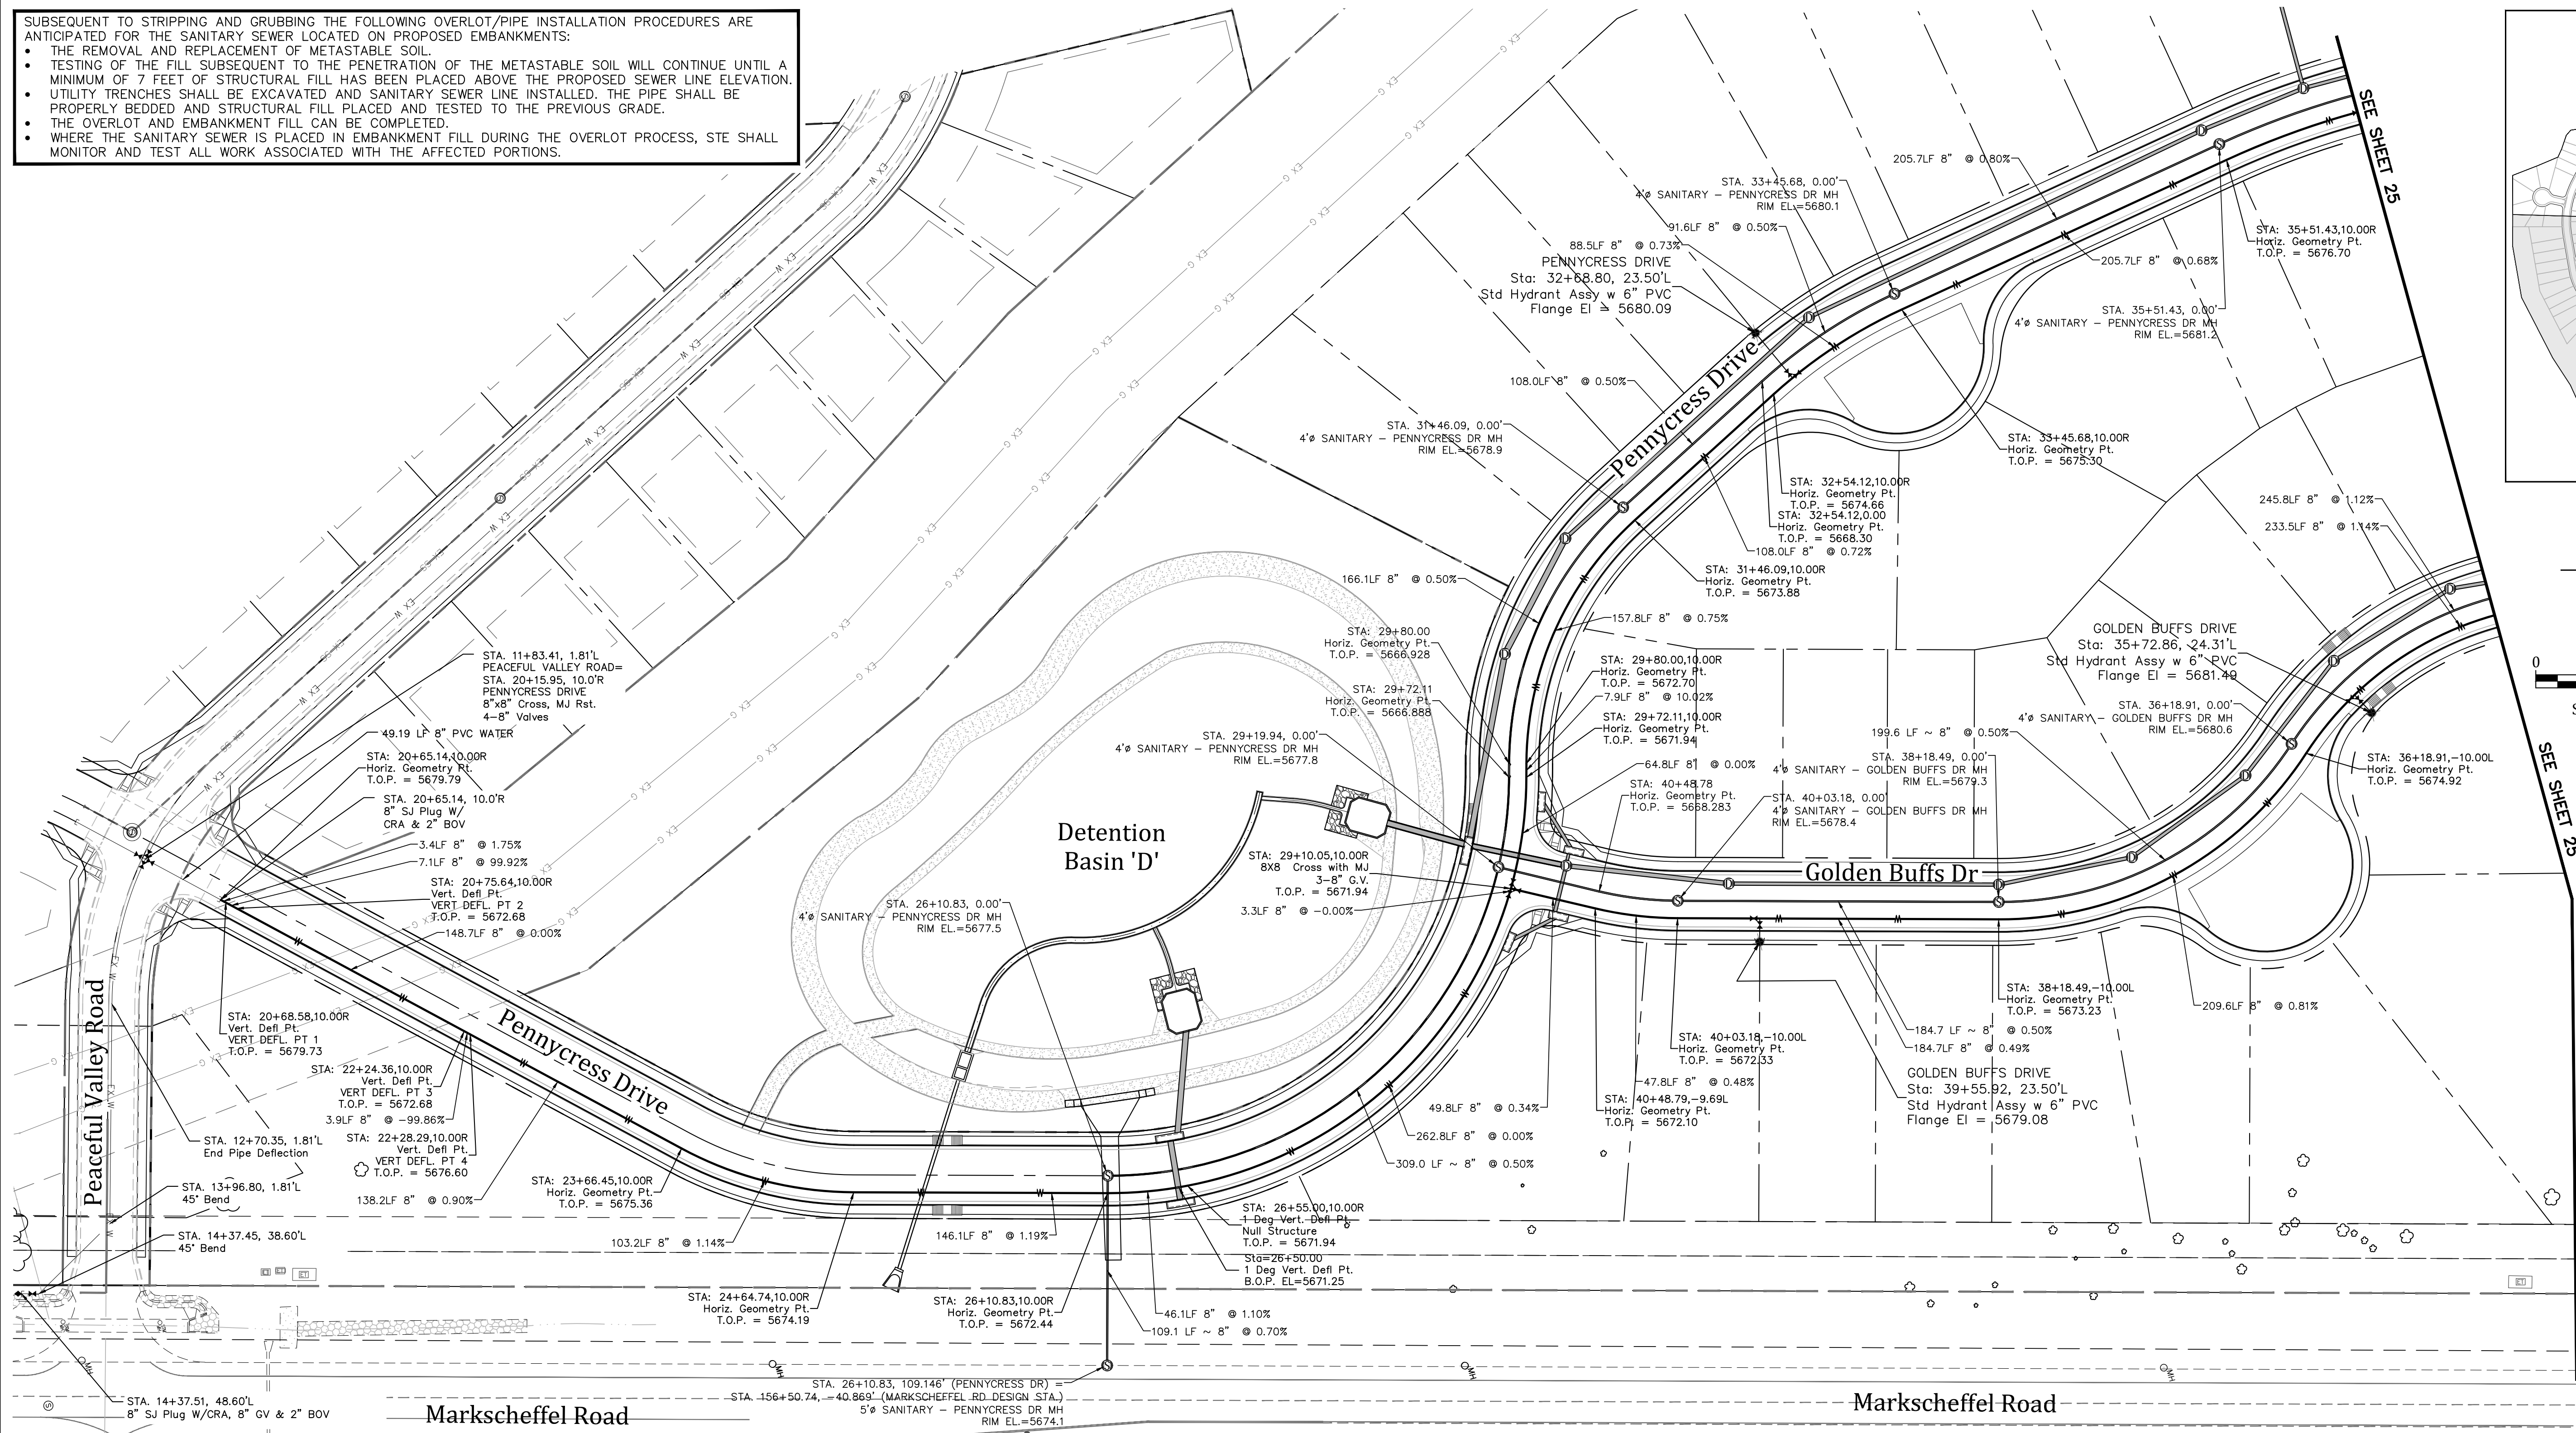 SUBSEQUENT TO STRIPPING AND GRUBBING THE FOLLOWING OVERLOT/PIPE INSTALLATION PROCEDURES ARE
ANTICIPATED FOR THE SANITARY SEWER LOCATED ON PROPOSED EMBANKMENTS:
• THE REMOVAL AND REPLACEMENT OF METASTABLE SOIL.
• TESTING OF THE FILL SUBSEQUENT TO THE PENETRATION OF THE METASTABLE SOIL WILL CONTINUE UNTIL A
MINIMUM OF 7 FEET OF STRUCTURAL FILL HAS BEEN PLACED ABOVE THE PROPOSED SEWER LINE ELEVATION.
• UTILITY TRENCHES SHALL BE EXCAVATED AND SANITARY SEWER LINE INSTALLED. THE PIPE SHALL BE
PROPERLY BEDDED AND STRUCTURAL FILL PLACED AND TESTED TO THE PREVIOUS GRADE.
• THE OVERLOT AND EMBANKMENT FILL CAN BE COMPLETED.
• WHERE THE SANITARY SEWER IS PLACED IN EMBANKMENT FILL DURING THE OVERLOT PROCESS, STE SHALL
MONITOR AND TEST ALL WORK ASSOCIATED WITH THE AFFECTED PORTIONS.
SEE SHEET 25
205.7LF 8" @ 0.80%
STA. 33+45.68, 0.00'
4'ø SANITARY - PENNYCRESS DR MH
RIM EL.=5680.1
91.6LF 8" @ 0.50%
88.5LF 8" @ 0.73%
PENNYCRESS DRIVE
Sta: 32+68.80, 23.50'L
Std Hydrant Assy w 6" PVC
Flange El = 5680.09
STA: 35+51.43,10.00R
Horiz. Geometry Pt.
T.O.P. = 5676.70
205.7LF 8" @ 0.68%
STA. 35+51.43, 0.00'
4'ø SANITARY - PENNYCRESS DR MH
RIM EL.=5681.2
108.0LF 8" @ 0.50%
Pennycress Drive
STA. 31+46.09, 0.00'
4'ø SANITARY - PENNYCRESS DR MH
RIM EL.=5678.9
STA: 33+45.68,10.00R
Horiz. Geometry Pt.
T.O.P. = 5675.30
STA: 32+54.12,10.00R
Horiz. Geometry Pt.
T.O.P. = 5674.66
STA: 32+54.12,0.00
Horiz. Geometry Pt.
T.O.P. = 5668.30
108.0LF 8" @ 0.72%
245.8LF 8" @ 1.12%
233.5LF 8" @ 1.14%
STA: 31+46.09,10.00R
Horiz. Geometry Pt.
T.O.P. = 5673.88
166.1LF 8" @ 0.50%
157.8LF 8" @ 0.75%
STA: 29+80.00
Horiz. Geometry Pt.
T.O.P. = 5666.928
STA: 29+72.11
Horiz. Geometry Pt.
T.O.P. = 5666.888
STA: 29+80.00,10.00R
Horiz. Geometry Pt.
T.O.P. = 5672.70
7.9LF 8" @ 10.02%
STA: 29+72.11,10.00R
Horiz. Geometry Pt.
T.O.P. = 5671.94
GOLDEN BUFFS DRIVE
Sta: 35+72.86, 24.31'L
Std Hydrant Assy w 6" PVC
Flange El = 5681.49
STA. 36+18.91, 0.00'
4'ø SANITARY - GOLDEN BUFFS DR MH
RIM EL.=5680.6
STA. 11+83.41, 1.81'L
PEACEFUL VALLEY ROAD=
STA. 20+15.95, 10.0'R
PENNYCRESS DRIVE
8"x8" Cross, MJ Rst.
4-8" Valves
49.19 LF 8" PVC WATER
STA: 20+65.14,10.00R
Horiz. Geometry Pt.
T.O.P. = 5679.79
STA. 20+65.14, 10.0'R
8" SJ Plug W/
CRA & 2" BOV
3.4LF 8" @ 1.75%
7.1LF 8" @ 99.92%
STA: 20+75.64,10.00R
Vert. Defl Pt.
VERT DEFL. PT 2
T.O.P. = 5672.68
148.7LF 8" @ 0.00%
STA. 29+19.94, 0.00'
4'ø SANITARY - PENNYCRESS DR MH
RIM EL.=5677.8
199.6 LF ~ 8" @ 0.50%
STA. 38+18.49, 0.00'
4'ø SANITARY - GOLDEN BUFFS DR MH
RIM EL.=5679.3
STA: 36+18.91,-10.00L
Horiz. Geometry Pt.
T.O.P. = 5674.92
64.8LF 8" @ 0.00%
STA: 40+48.78
Horiz. Geometry Pt.
T.O.P. = 5668.283
STA. 40+03.18, 0.00'
4'ø SANITARY - GOLDEN BUFFS DR MH
RIM EL.=5678.4
SEE SHEET 25
Detention
Basin 'D'
STA: 29+10.05,10.00R
8X8 Cross with MJ
3-8" G.V.
T.O.P. = 5671.94
3.3LF 8" @ -0.00%
Golden Buffs Dr
STA. 26+10.83, 0.00'
4'ø SANITARY - PENNYCRESS DR MH
RIM EL.=5677.5
Peaceful Valley Road
Pennycress Drive
STA: 20+68.58,10.00R
Vert. Defl Pt.
VERT DEFL. PT 1
T.O.P. = 5679.73
STA: 22+24.36,10.00R
Vert. Defl Pt.
VERT DEFL. PT 3
T.O.P. = 5672.68
3.9LF 8" @ -99.86%
STA: 22+28.29,10.00R
Vert. Defl Pt.
VERT DEFL. PT 4
T.O.P. = 5676.60
138.2LF 8" @ 0.90%
STA. 12+70.35, 1.81'L
End Pipe Deflection
STA. 13+96.80, 1.81'L
45° Bend
STA. 14+37.45, 38.60'L
45° Bend
STA: 23+66.45,10.00R
Horiz. Geometry Pt.
T.O.P. = 5675.36
103.2LF 8" @ 1.14%
146.1LF 8" @ 1.19%
STA: 26+55.00,10.00R
1 Deg Vert. Defl Pt.
Null Structure
T.O.P. = 5671.94
Sta=26+50.00
1 Deg Vert. Defl Pt.
B.O.P. EL=5671.25
STA: 24+64.74,10.00R
Horiz. Geometry Pt.
T.O.P. = 5674.19
STA: 26+10.83,10.00R
Horiz. Geometry Pt.
T.O.P. = 5672.44
46.1LF 8" @ 1.10%
109.1 LF ~ 8" @ 0.70%
49.8LF 8" @ 0.34%
262.8LF 8" @ 0.00%
309.0 LF ~ 8" @ 0.50%
STA: 38+18.49,-10.00L
Horiz. Geometry Pt.
T.O.P. = 5673.23
209.6LF 8" @ 0.81%
184.7 LF ~ 8" @ 0.50%
184.7LF 8" @ 0.49%
STA: 40+03.18,-10.00L
Horiz. Geometry Pt.
T.O.P. = 5672.33
47.8LF 8" @ 0.48%
STA: 40+48.79,-9.69L
Horiz. Geometry Pt.
T.O.P. = 5672.10
GOLDEN BUFFS DRIVE
Sta: 39+55.92, 23.50'L
Std Hydrant Assy w 6" PVC
Flange El = 5679.08
STA. 26+10.83, 109.146' (PENNYCRESS DR) =
STA. 156+50.74, -40.869' (MARKSCHEFFEL RD DESIGN STA.)
5'ø SANITARY - PENNYCRESS DR MH
RIM EL.=5674.1
STA. 14+37.51, 48.60'L
8" SJ Plug W/CRA, 8" GV & 2" BOV
Markscheffel Road
Markscheffel Road